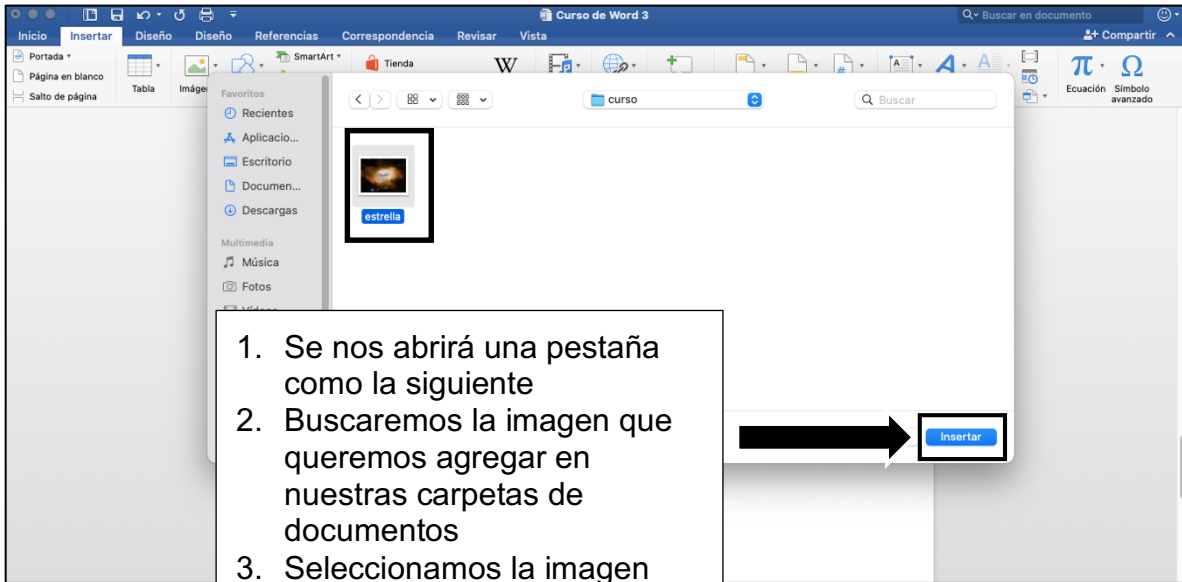 Curso de Word 3
Buscar en documento
Inicio Insertar Diseño Diseño Referencias Correspondencia Revisar Vista Compartir
Portada
Página en blanco
Salto de página
Tabla
SmartArt
Tienda
Ecuación
Símbolo avanzado
Favoritos
Recientes
Aplicacio...
Escritorio
Documen...
Descargas
Multimedia
Música
Fotos
curso
Buscar
estrella
Insertar
1. Se nos abrirá una pestaña
como la siguiente
2. Buscaremos la imagen que
queremos agregar en
nuestras carpetas de
documentos
3. Seleccionamos la imagen